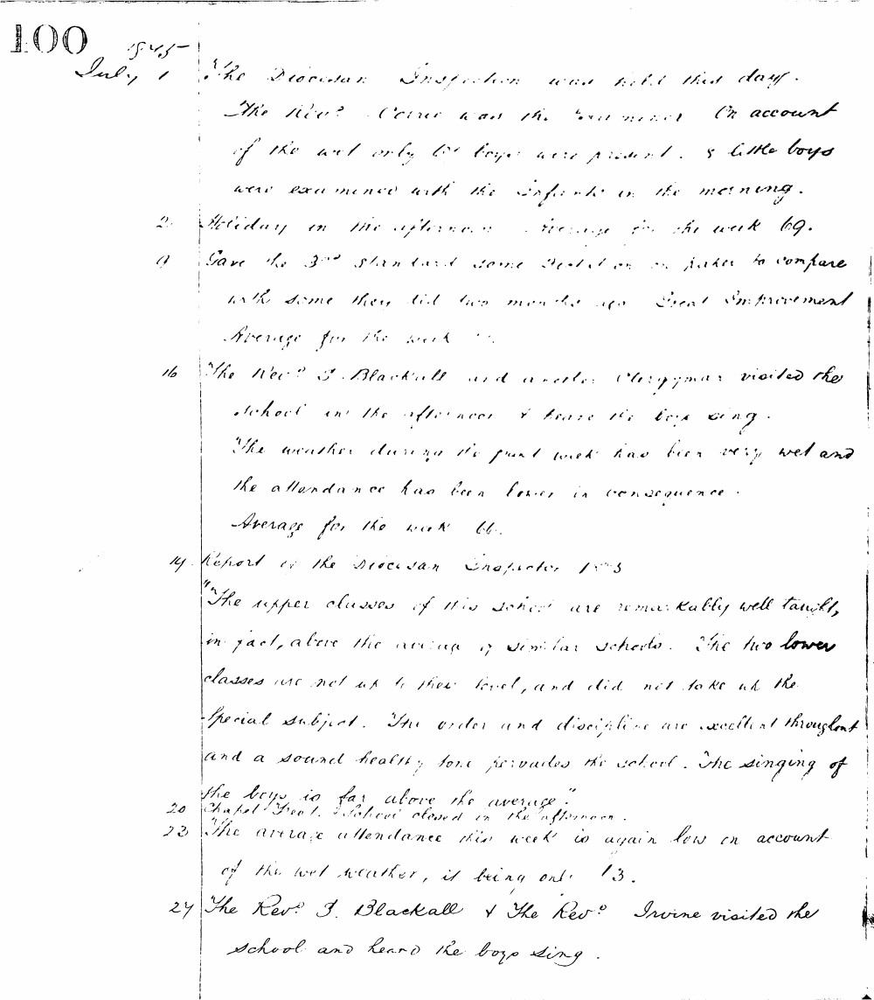 100
July 1 The Diocesan Inspection was held this day.
The Revd. was the Examiner On account
of the wet only boys were present. 8 little boys
were examined with the Infants in the morning.
2 Holiday in the afternoon Average for the week 69.
9 Gave the 3rd Standard some Dictation on paper to compare
with some they did two months ago Great Improvement
Average for the week
16 The Revd. T. Blackall and another Clergyman visited the
school in the afternoon & heard the boys sing.
The weather during the past week has been very wet and
the attendance has been lower in consequence.
Average for the week 66.
19 Report of the Diocesan Inspector
"The upper classes of this school are remarkably well taught,
in fact, above the average of similar schools. The two lower
classes are not up to their level, and did not take up the
Special subject. The order and discipline are excellent throughout
and a sound healthy tone pervades the school. The singing of
the boys is far above the average."
20 Chapel Treat. School closed in the afternoon.
23 The average attendance this week is again low on account
of the wet weather, it being only
27 The Revd. T. Blackall & The Revd. Irvine visited the
school and heard the boys sing.